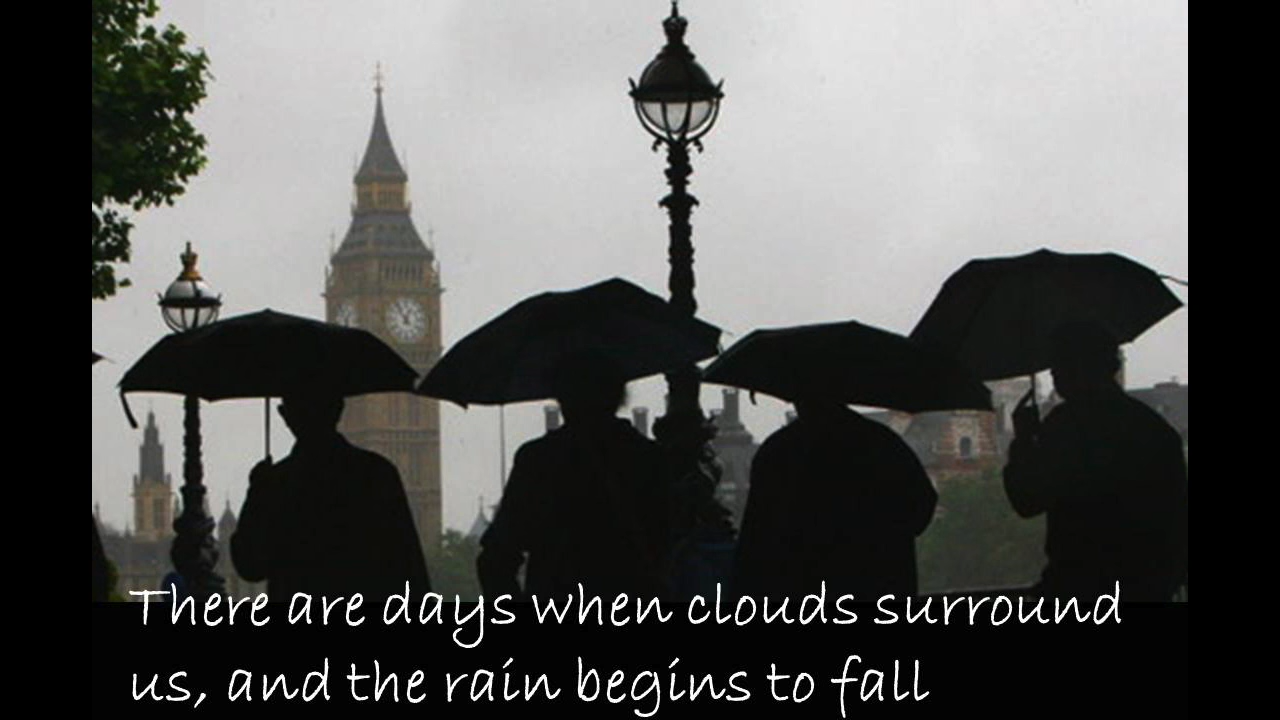 There are days when clouds surround
us, and the rain begins to fall